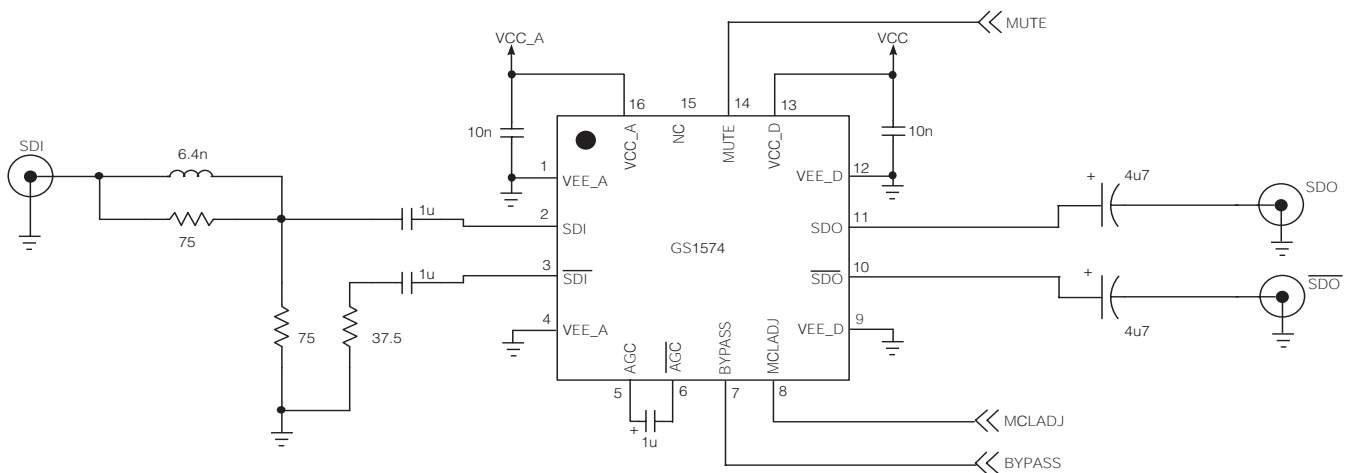 MUTE
VCC_A
VCC
16
15
14
13
10n
VCC_A
NC
MUTE
VCC_D
10n
SDI
6.4n
1
VEE_A
VEE_D
12
75
1u
2
SDI
GS1574
SDO
11
+
4u7
SDO
1u
3
SDI
SDO
10
+
4u7
SDO
75
37.5
4
VEE_A
VEE_D
9
AGC
AGC
BYPASS
MCLADJ
5
6
7
8
+
1u
MCLADJ
BYPASS